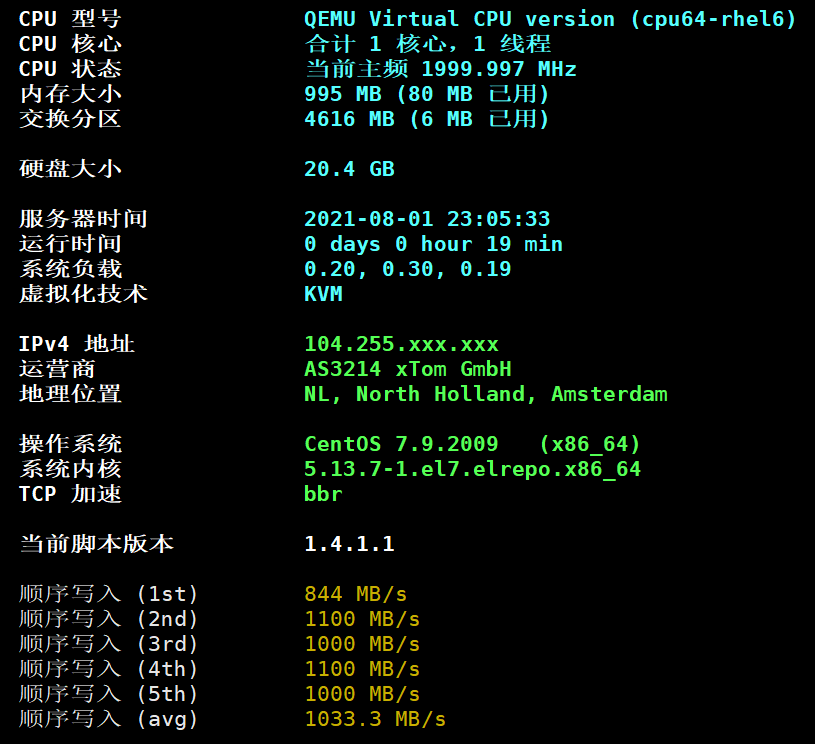 CPU 型号 QEMU Virtual CPU version (cpu64-rhel6)
CPU 核心 合计 1 核心，1 线程
CPU 状态 当前主频 1999.997 MHz
内存大小 995 MB (80 MB 已用)
交换分区 4616 MB (6 MB 已用)
硬盘大小 20.4 GB
服务器时间 2021-08-01 23:05:33
运行时间 0 days 0 hour 19 min
系统负载 0.20, 0.30, 0.19
虚拟化技术 KVM
IPv4 地址 104.255.xxx.xxx
运营商 AS3214 xTom GmbH
地理位置 NL, North Holland, Amsterdam
操作系统 CentOS 7.9.2009 (x86_64)
系统内核 5.13.7-1.el7.elrepo.x86_64
TCP 加速 bbr
当前脚本版本 1.4.1.1
顺序写入 (1st) 844 MB/s
顺序写入 (2nd) 1100 MB/s
顺序写入 (3rd) 1000 MB/s
顺序写入 (4th) 1100 MB/s
顺序写入 (5th) 1000 MB/s
顺序写入 (avg) 1033.3 MB/s